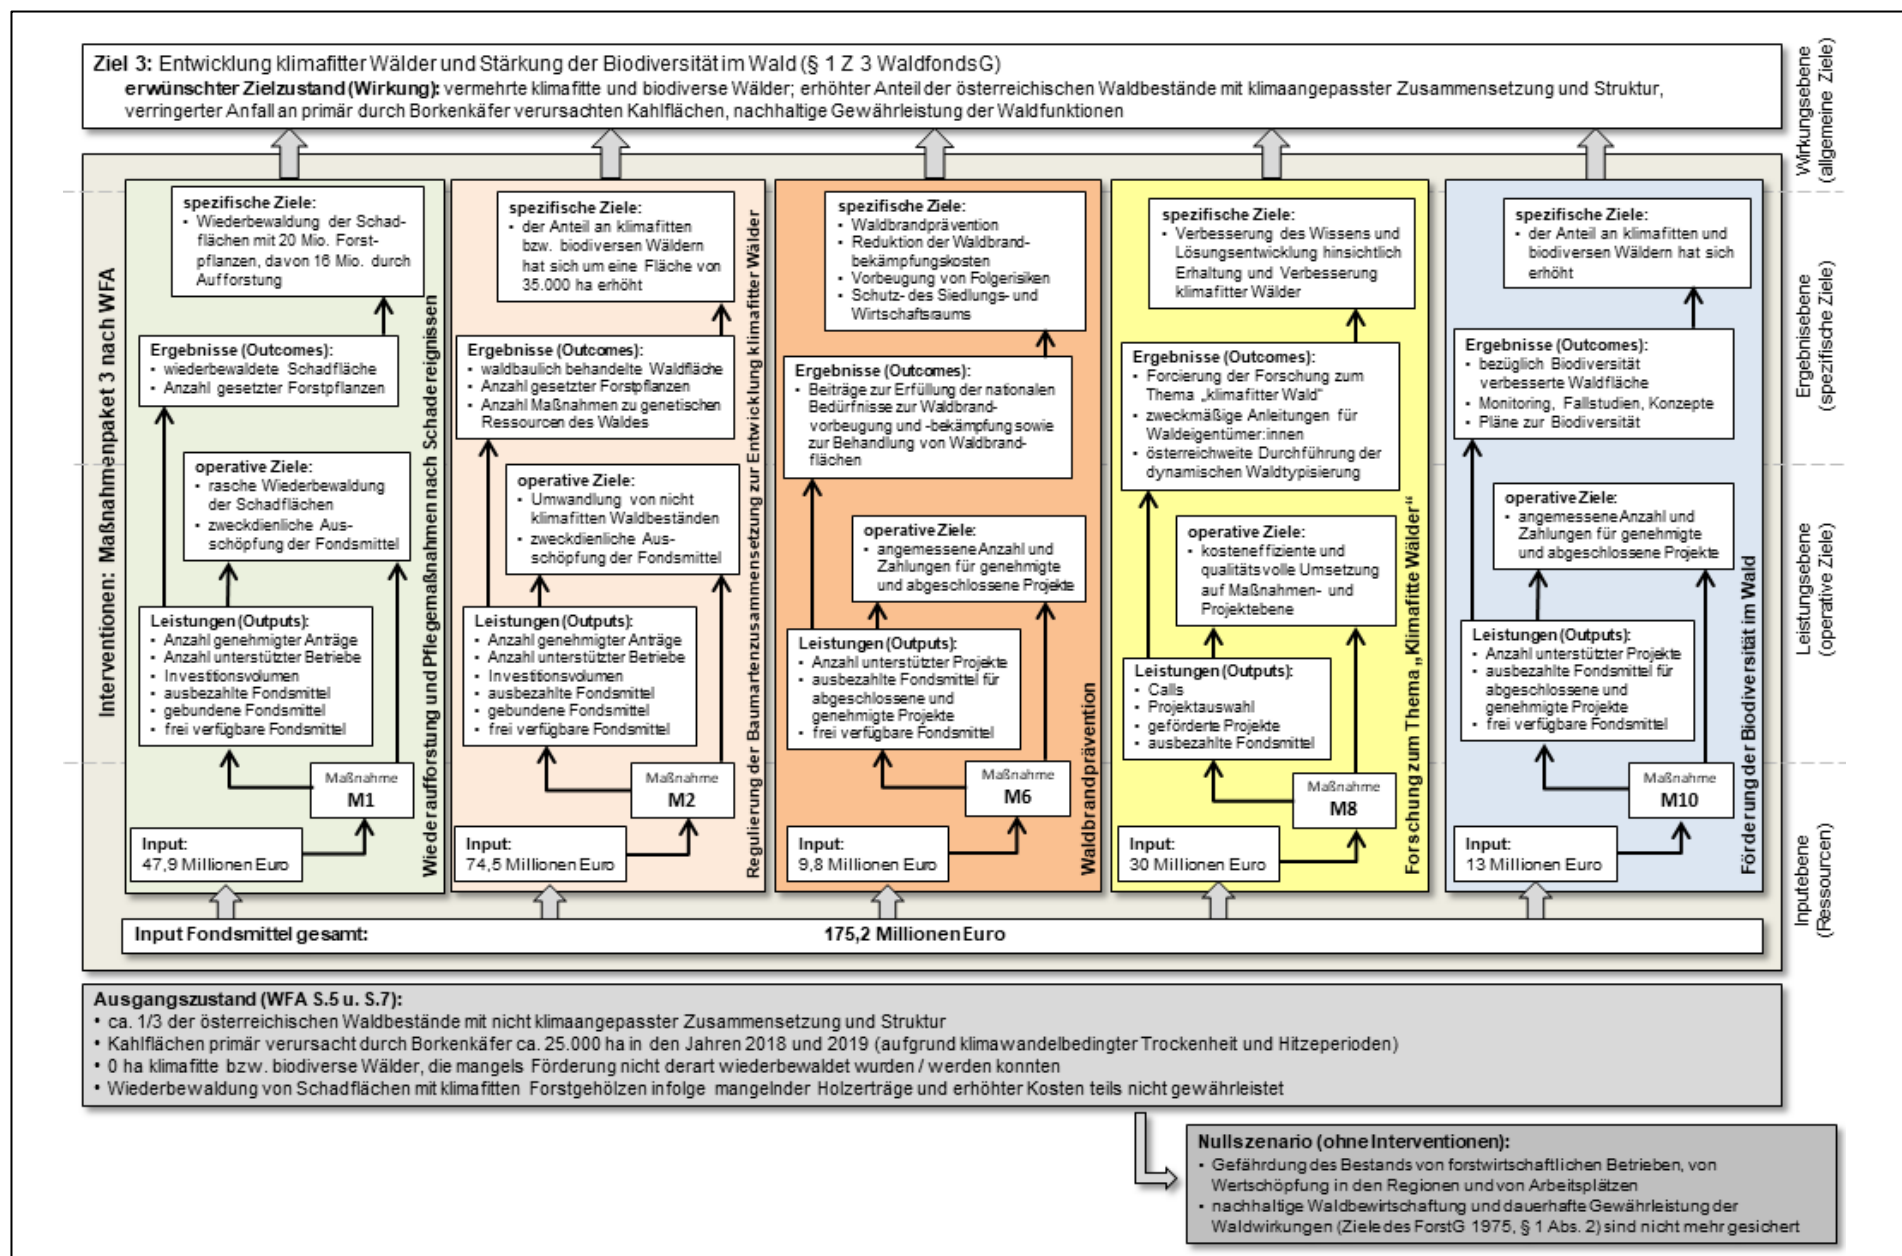 Ziel 3: Entwicklung klimafitter Wälder und Stärkung der Biodiversität im Wald (§ 1 Z 3 WaldfondsG)
erwünschter Zielzustand (Wirkung): vermehrte klimafitte und biodiverse Wälder; erhöhter Anteil der österreichischen Waldbestände mit klimaangepasster Zusammensetzung und Struktur,
verringerter Anfall an primär durch Borkenkäfer verursachten Kahlflächen, nachhaltige Gewährleistung der Waldfunktionen
Wirkungsebene
(allgemeine Ziele)
Ergebnisebene
(spezifische Ziele)
Leistungsebene
(operative Ziele)
Inputebene
(Ressourcen)
Interventionen: Maßnahmenpaket 3 nach WFA
spezifische Ziele:
▪ Wiederbewaldung der Schad-
flächen mit 20 Mio. Forst-
pflanzen, davon 16 Mio. durch
Aufforstung
Ergebnisse (Outcomes):
▪ wiederbewaldete Schadfläche
▪ Anzahl gesetzter Forstpflanzen
operative Ziele:
▪ rasche Wiederbewaldung
der Schadflächen
▪ zweckdienliche Aus-
schöpfung der Fondsmittel
Leistungen (Outputs):
▪ Anzahl genehmigter Anträge
▪ Anzahl unterstützter Betriebe
▪ Investitionsvolumen
▪ ausbezahlte Fondsmittel
▪ gebundene Fondsmittel
▪ frei verfügbare Fondsmittel
Maßnahme
M1
Input:
47,9 Millionen Euro
Wiederaufforstung und Pflegemaßnahmen nach Schadereignissen
spezifische Ziele:
▪ der Anteil an klimafitten
bzw. biodiversen Wäldern
hat sich um eine Fläche von
35.000 ha erhöht
Ergebnisse (Outcomes):
▪ waldbaulich behandelte Waldfläche
▪ Anzahl gesetzter Forstpflanzen
▪ Anzahl Maßnahmen zu genetischen
Ressourcen des Waldes
operative Ziele:
▪ Umwandlung von nicht
klimafitten Waldbeständen
▪ zweckdienliche Aus-
schöpfung der Fondsmittel
Leistungen (Outputs):
▪ Anzahl genehmigter Anträge
▪ Anzahl unterstützter Betriebe
▪ Investitionsvolumen
▪ ausbezahlte Fondsmittel
▪ gebundene Fondsmittel
▪ frei verfügbare Fondsmittel
Maßnahme
M2
Input:
74,5 Millionen Euro
Regulierung der Baumartenzusammensetzung zur Entwicklung klimafitter Wälder
spezifische Ziele:
▪ Waldbrandprävention
▪ Reduktion der Waldbrand-
bekämpfungskosten
▪ Vorbeugung von Folgerisiken
▪ Schutz- des Siedlungs- und
Wirtschaftsraums
Ergebnisse (Outcomes):
▪ Beiträge zur Erfüllung der nationalen
Bedürfnisse zur Waldbrand-
vorbeugung und -bekämpfung sowie
zur Behandlung von Waldbrand-
flächen
operative Ziele:
▪ angemessene Anzahl und
Zahlungen für genehmigte
und abgeschlossene Projekte
Leistungen (Outputs):
▪ Anzahl unterstützter Projekte
▪ ausbezahlte Fondsmittel für
abgeschlossene und
genehmigte Projekte
▪ frei verfügbare Fondsmittel
Maßnahme
M6
Input:
9,8 Millionen Euro
Waldbrandprävention
spezifische Ziele:
▪ Verbesserung des Wissens und
Lösungsentwicklung hinsichtlich
Erhaltung und Verbesserung
klimafitter Wälder
Ergebnisse (Outcomes):
▪ Forcierung der Forschung zum
Thema „klimafitter Wald“
▪ zweckmäßige Anleitungen für
Waldeigentümer:innen
▪ österreichweite Durchführung der
dynamischen Waldtypisierung
operative Ziele:
▪ kosteneffiziente und
qualitätsvolle Umsetzung
auf Maßnahmen- und
Projektebene
Leistungen (Outputs):
▪ Calls
▪ Projektauswahl
▪ geförderte Projekte
▪ ausbezahlte Fondsmittel
Maßnahme
M8
Input:
30 Millionen Euro
Forschung zum Thema „Klimafitte Wälder“
spezifische Ziele:
▪ der Anteil an klimafitten und
biodiversen Wäldern hat sich
erhöht
Ergebnisse (Outcomes):
▪ bezüglich Biodiversität
verbesserte Waldfläche
▪ Monitoring, Fallstudien, Konzepte
▪ Pläne zur Biodiversität
operative Ziele:
▪ angemessene Anzahl und
Zahlungen für genehmigte
und abgeschlossene Projekte
Leistungen (Outputs):
▪ Anzahl unterstützter Projekte
▪ ausbezahlte Fondsmittel für
abgeschlossene und
genehmigte Projekte
▪ frei verfügbare Fondsmittel
Maßnahme
M10
Input:
13 Millionen Euro
Förderung der Biodiversität im Wald
Input Fondsmittel gesamt: 175,2 Millionen Euro
Ausgangszustand (WFA S.5 u. S.7):
• ca. 1/3 der österreichischen Waldbestände mit nicht klimaangepasster Zusammensetzung und Struktur
• Kahlflächen primär verursacht durch Borkenkäfer ca. 25.000 ha in den Jahren 2018 und 2019 (aufgrund klimawandelbedingter Trockenheit und Hitzeperioden)
• 0 ha klimafitte bzw. biodiverse Wälder, die mangels Förderung nicht derart wiederbewaldet wurden / werden konnten
• Wiederbewaldung von Schadflächen mit klimafitten Forstgehölzen infolge mangelnder Holzerträge und erhöhter Kosten teils nicht gewährleistet
Nullszenario (ohne Interventionen):
▪ Gefährdung des Bestands von forstwirtschaftlichen Betrieben, von
Wertschöpfung in den Regionen und von Arbeitsplätzen
▪ nachhaltige Waldbewirtschaftung und dauerhafte Gewährleistung der
Waldwirkungen (Ziele des ForstG 1975, § 1 Abs. 2) sind nicht mehr gesichert